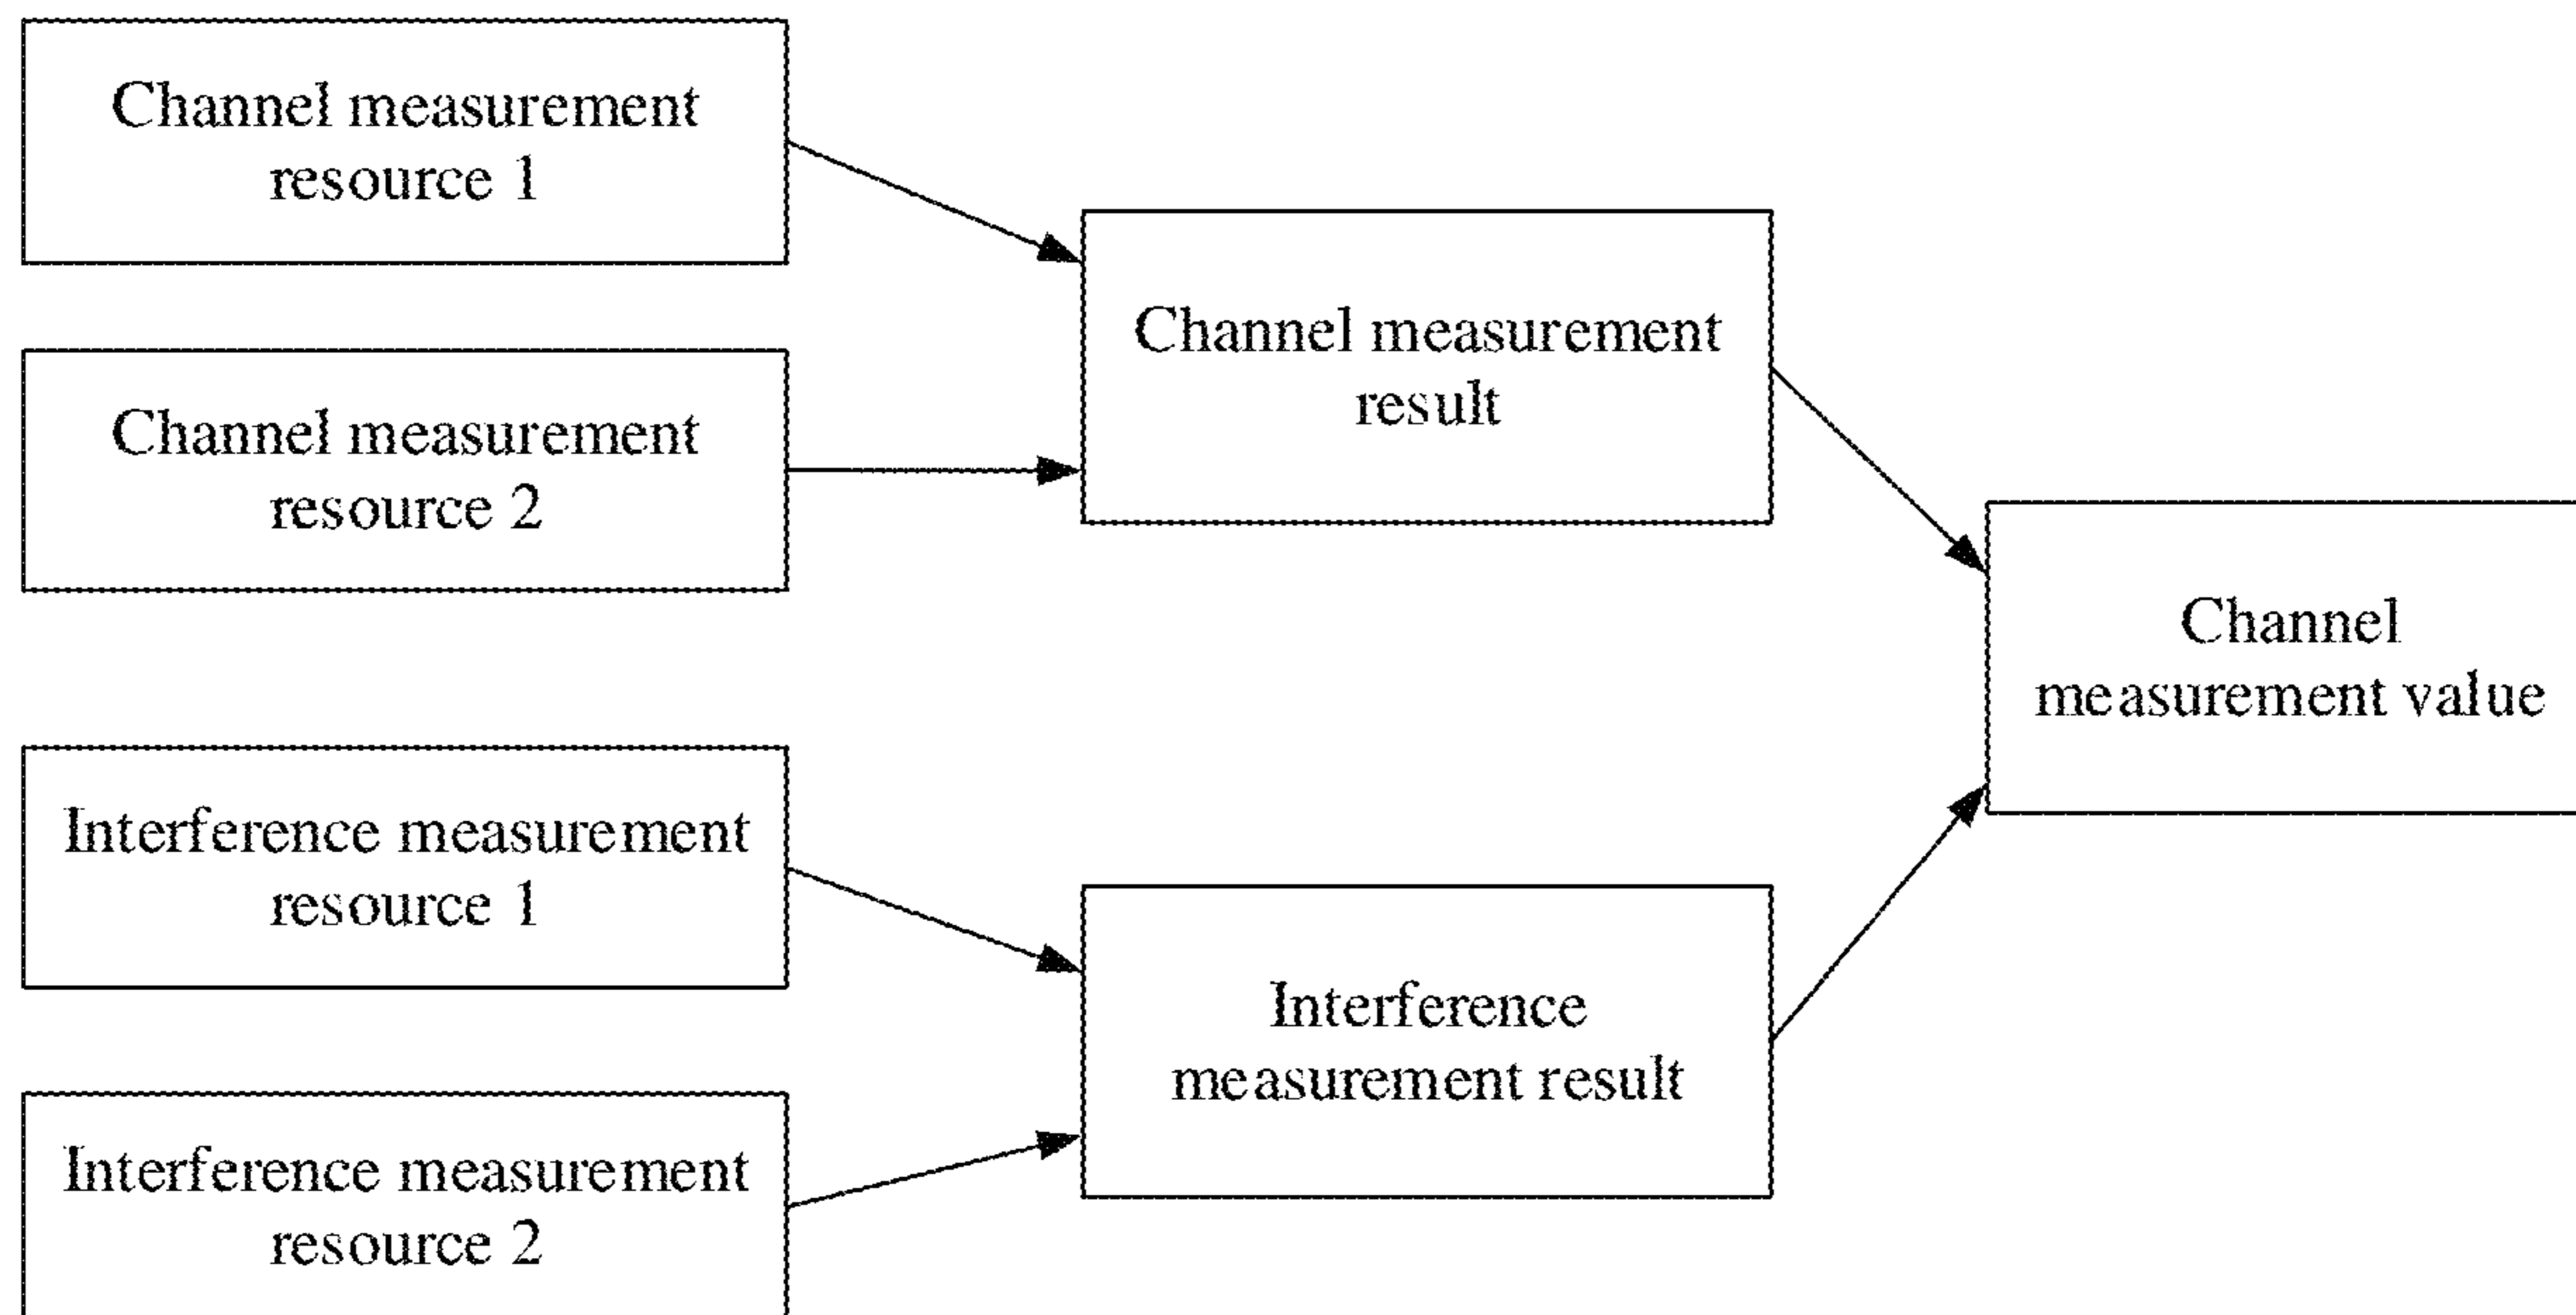 Channel measurement
resource 1
Channel measurement
resource 2
Channel measurement
result
Channel
measurement value
Interference measurement
resource 1
Interference
measurement result
Interference measurement
resource 2